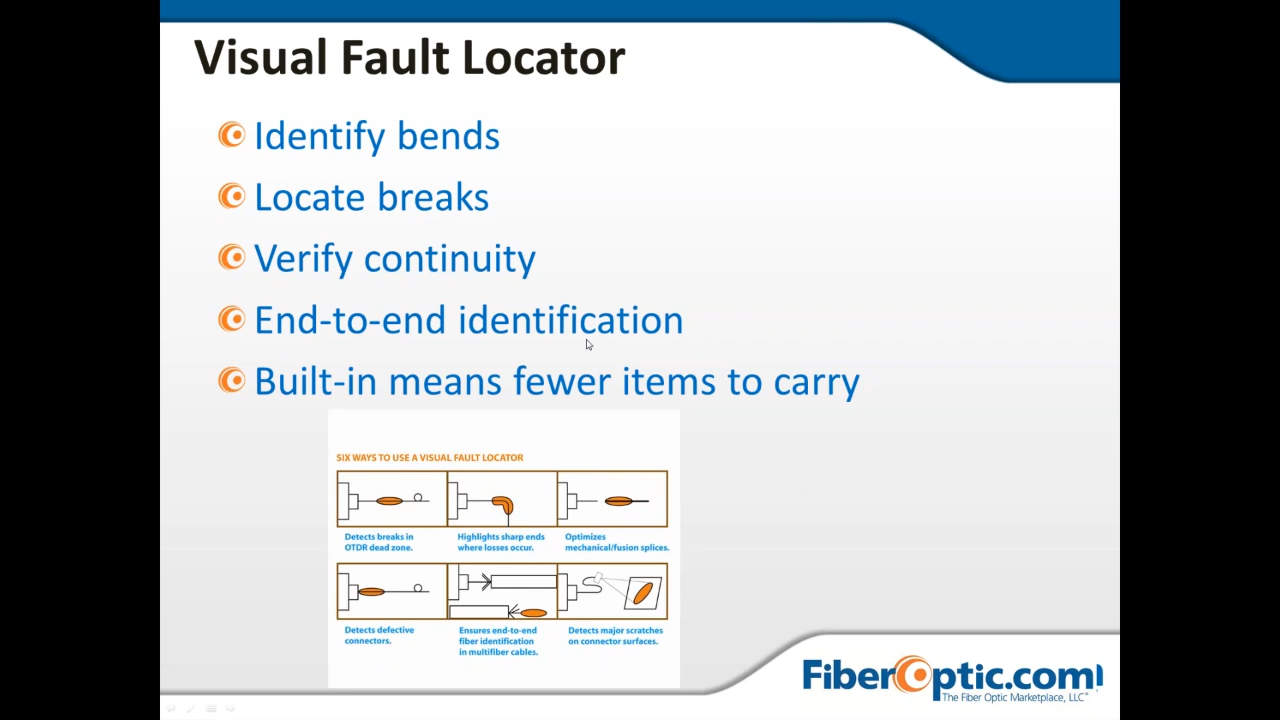 Visual Fault Locator
Identify bends
Locate breaks
Verify continuity
End-to-end identification
Built-in means fewer items to carry
SIX WAYS TO USE A VISUAL FAULT LOCATOR
Detects breaks in
OTDR dead zone.
Highlights sharp ends
where losses occur.
Optimizes
mechanical/fusion splices.
Detects defective
connectors.
Ensures end-to-end
fiber identification
in multifiber cables.
Detects major scratches
on connector surfaces.
FiberOptic.com
The Fiber Optic Marketplace, LLC